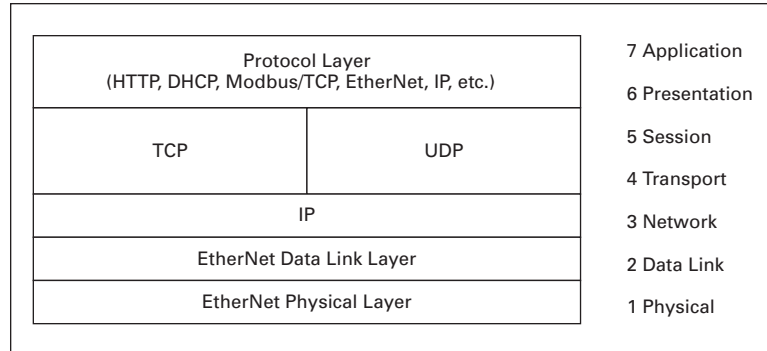 Protocol Layer
(HTTP, DHCP, Modbus/TCP, EtherNet, IP, etc.)
TCP
UDP
IP
EtherNet Data Link Layer
EtherNet Physical Layer
7 Application
6 Presentation
5 Session
4 Transport
3 Network
2 Data Link
1 Physical